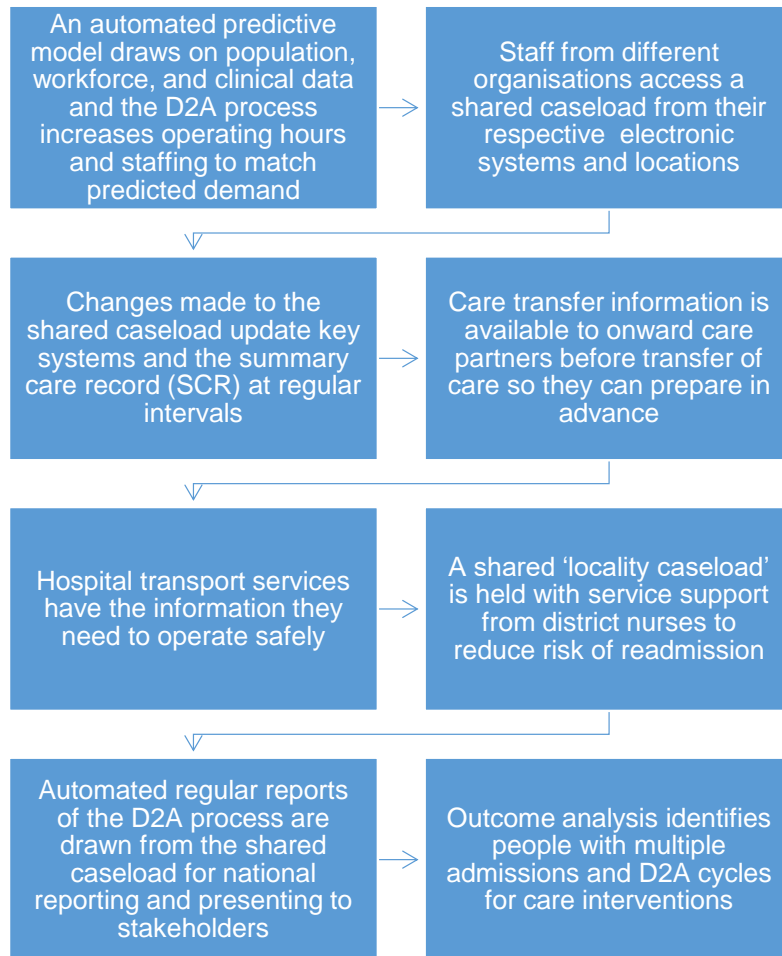 An automated predictive
model draws on population,
workforce, and clinical data
and the D2A process
increases operating hours
and staffing to match
predicted demand
Staff from different
organisations access a
shared caseload from their
respective electronic
systems and locations
Changes made to the
shared caseload update key
systems and the summary
care record (SCR) at regular
intervals
Care transfer information is
available to onward care
partners before transfer of
care so they can prepare in
advance
Hospital transport services
have the information they
need to operate safely
A shared ‘locality caseload’
is held with service support
from district nurses to
reduce risk of readmission
Automated regular reports
of the D2A process are
drawn from the shared
caseload for national
reporting and presenting to
stakeholders
Outcome analysis identifies
people with multiple
admissions and D2A cycles
for care interventions